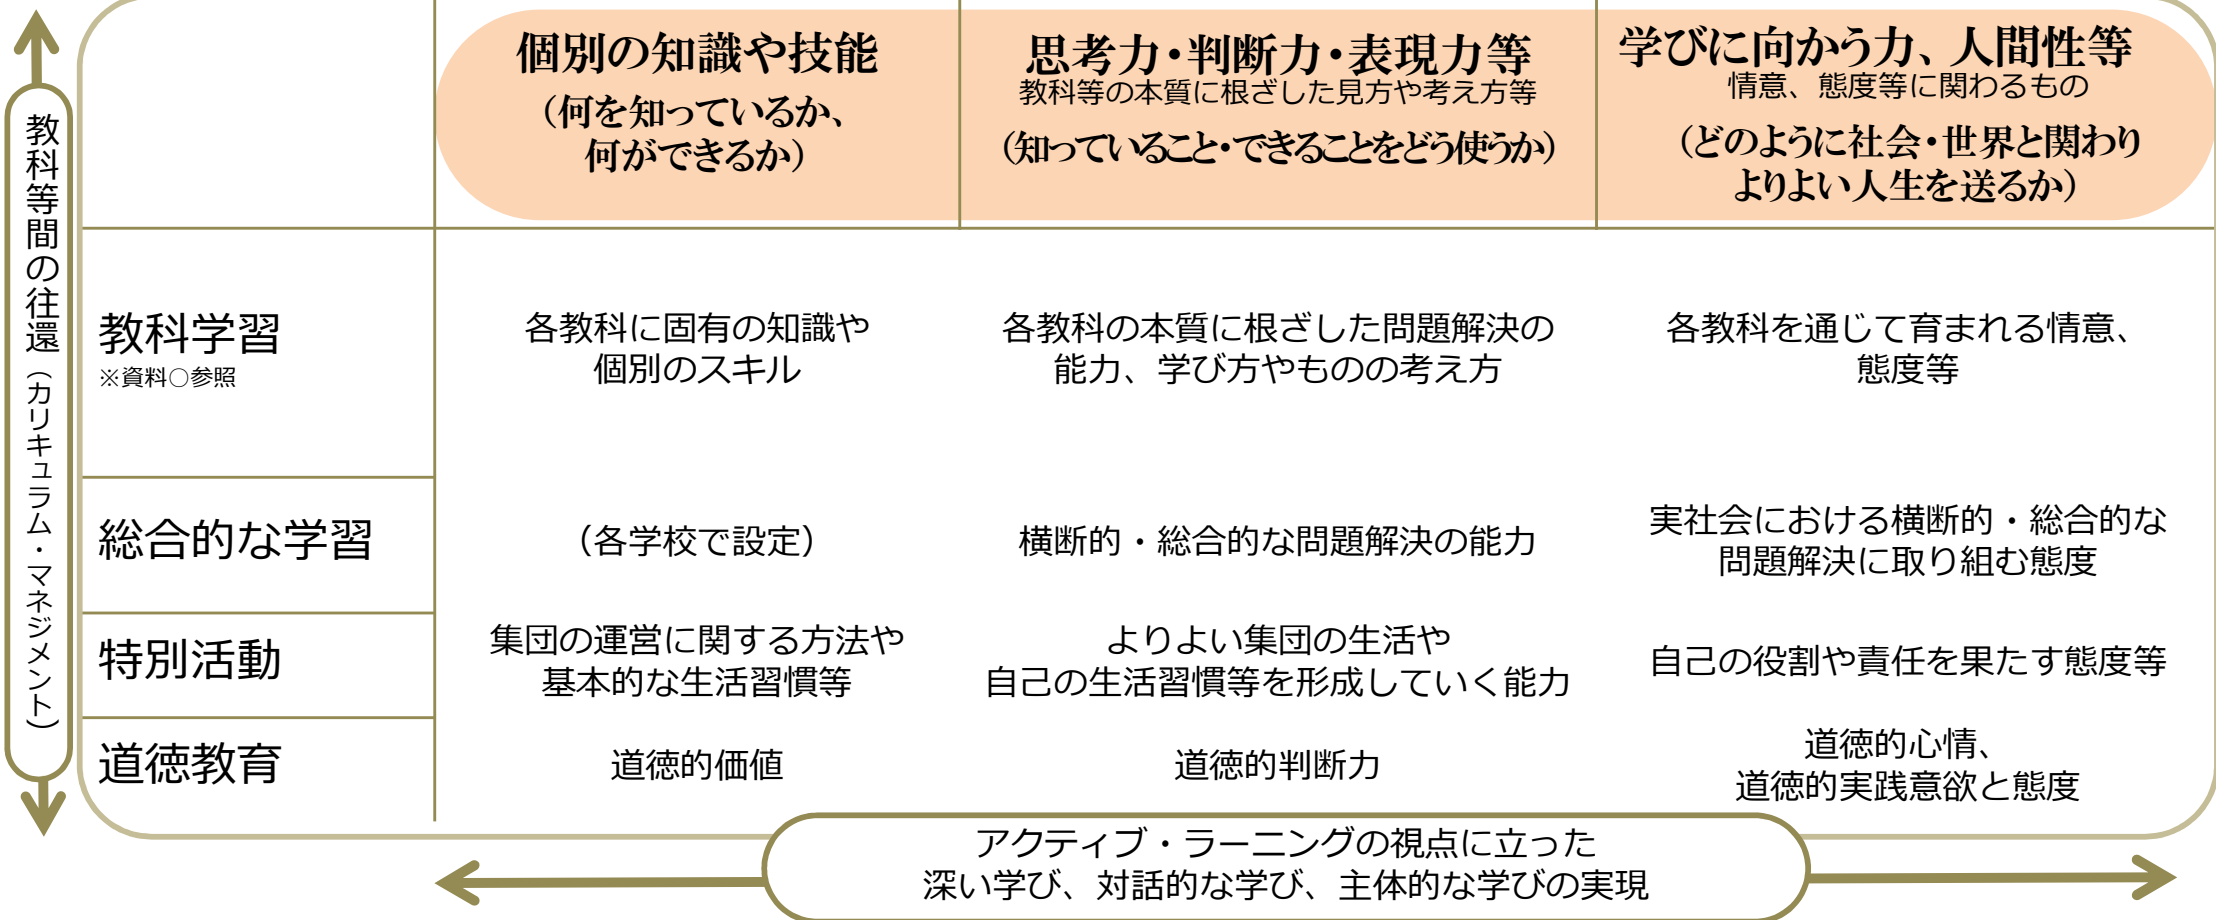 教科等間の往還（カリキュラム・マネジメント）
個別の知識や技能
（何を知っているか、
何ができるか）
思考力・判断力・表現力等
教科等の本質に根ざした見方や考え方等
（知っていること・できることをどう使うか）
学びに向かう力、人間性等
情意、態度等に関わるもの
（どのように社会・世界と関わり
よりよい人生を送るか）
教科学習
※資料○参照
各教科に固有の知識や
個別のスキル
各教科の本質に根ざした問題解決の
能力、学び方やものの考え方
各教科を通じて育まれる情意、
態度等
総合的な学習
（各学校で設定）
横断的・総合的な問題解決の能力
実社会における横断的・総合的な
問題解決に取り組む態度
特別活動
集団の運営に関する方法や
基本的な生活習慣等
よりよい集団の生活や
自己の生活習慣等を形成していく能力
自己の役割や責任を果たす態度等
道徳教育
道徳的価値
道徳的判断力
道徳的心情、
道徳的実践意欲と態度
アクティブ・ラーニングの視点に立った
深い学び、対話的な学び、主体的な学びの実現